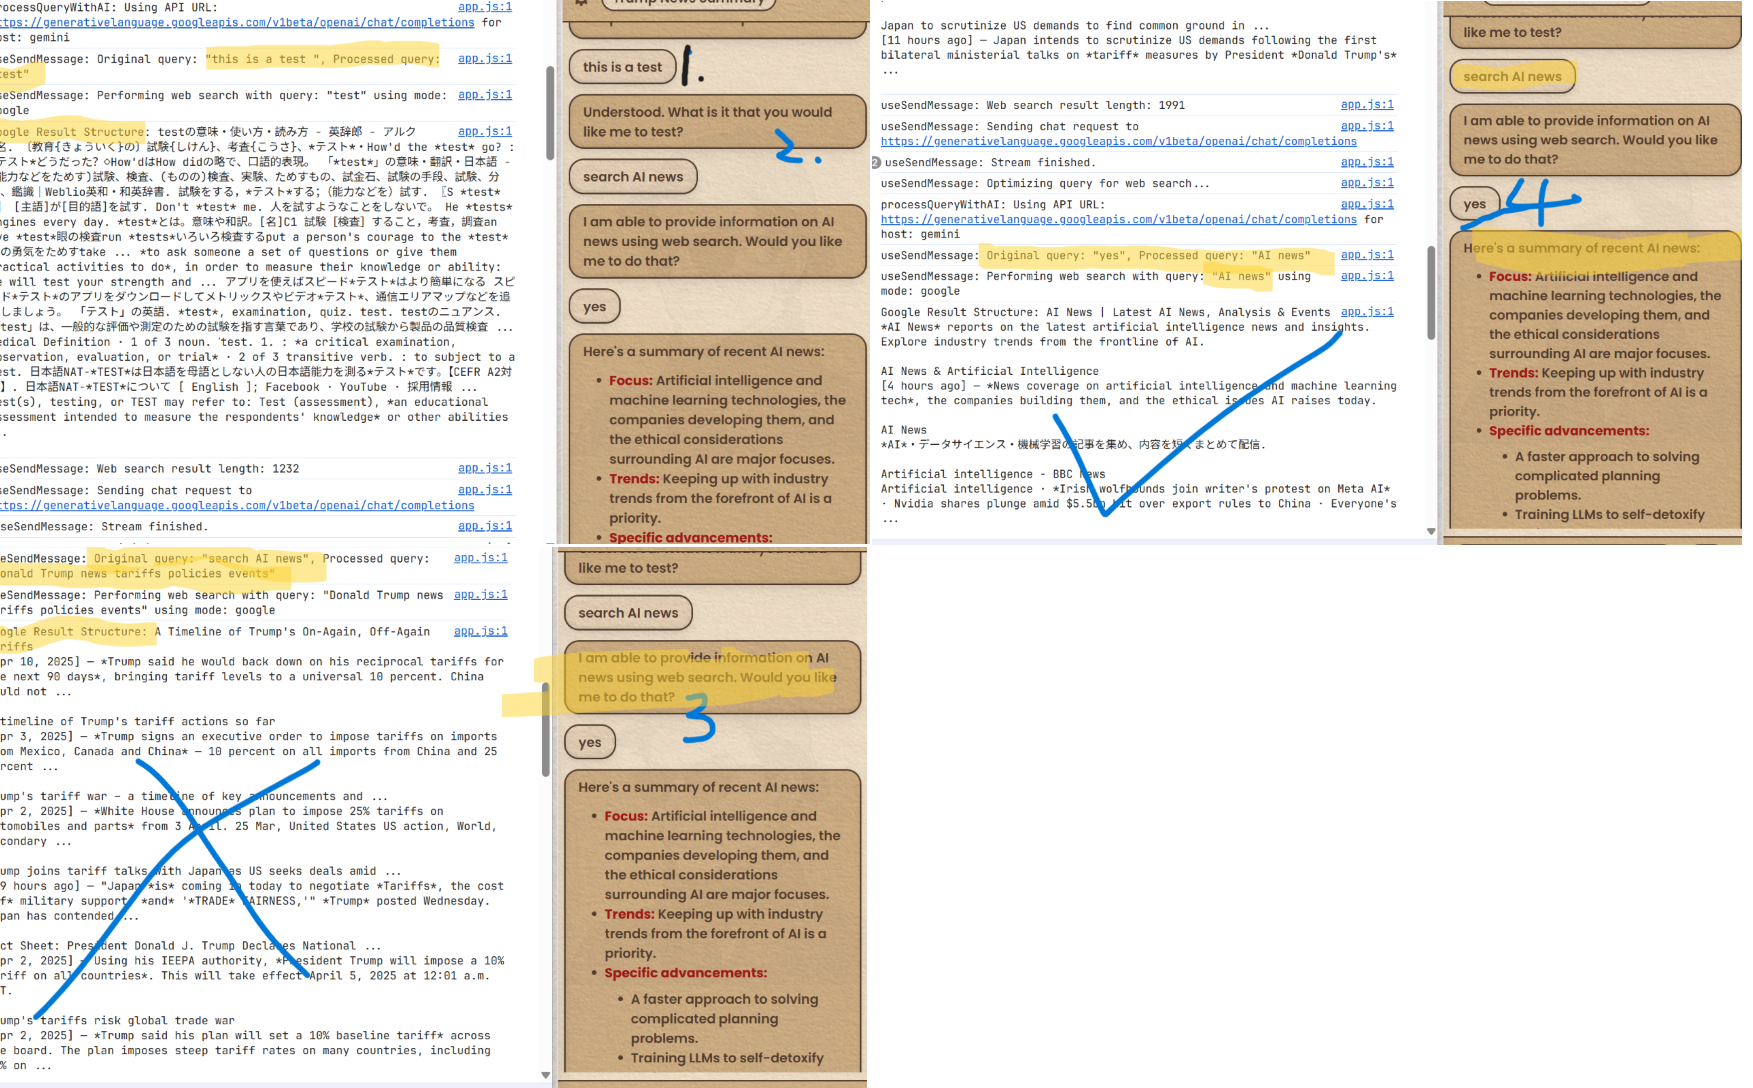 rocessQueryWithAI: Using API URL: app.js:1
ttps://generativelanguage.googleapis.com/v1beta/openai/chat/completions for
ost: gemini
seSendMessage: Original query: "this is a test ", Processed query: app.js:1
test"
seSendMessage: Performing web search with query: "test" using mode: app.js:1
oogle
oogle Result Structure: testの意味・使い方・読み方 - 英辞郎 - アルク app.js:1
名. 〔教育{きょういく}の〕試験{しけん}、考査{こうさ}、*テスト*・How'd the *test* go? :
テスト*どうだった？◇How'dはHow didの略で、口語的表現。 「*test*」の意味・翻訳・日本語 -
能力などをためす)試験、検査、(ものの)検査、実験、ためすもの、試金石、試験の手段、試験、分
、鑑識｜Weblio英和・和英辞書. 試験をする，*テスト*する；(能力などを) 試す. 〖S *test*
〗 [主語]が[目的語]を試す. Don't *test* me. 人を試すようなことをしないで。 He *tests*
ngines every day. *test*とは。意味や和訳。[名]C1 試験［検査］すること，考査，調査an
ve *test*眼の検査run *tests*いろいろ検査するput a person's courage to the *test*
の勇気をためすtake ... *to ask someone a set of questions or give them
ractical activities to do*, in order to measure their knowledge or ability:
e will test your strength and ... アプリを使えばスピード*テスト*はより簡単になる スピ
ド*テスト*のアプリをダウンロードしてメトリックスやビデオ*テスト*、通信エリアマップなどを追
しましょう。 「テスト」の英語. *test*, examination, quiz. test. testのニュアンス.
test」は、一般的な評価や測定のための試験を指す言葉であり、学校の試験から製品の品質検査 ...
edical Definition · 1 of 3 noun. ˈtest. 1. : *a critical examination,
bservation, evaluation, or trial* · 2 of 3 transitive verb. : to subject to a
est. 日本語NAT-*TEST*は日本語を母語としない人の日本語能力を測る*テスト*です。【CEFR A2対
】. 日本語NAT-*TEST*について [ English ]; Facebook · YouTube · 採用情報 ...
est(s), testing, or TEST may refer to: Test (assessment), *an educational
ssessment intended to measure the respondents' knowledge* or other abilities
..
seSendMessage: Web search result length: 1232 app.js:1
seSendMessage: Sending chat request to app.js:1
ttps://generativelanguage.googleapis.com/v1beta/openai/chat/completions
seSendMessage: Stream finished. app.js:1
Trump News Summary
this is a test
1.
Understood. What is it that you would
like me to test?
2.
search AI news
I am able to provide information on AI
news using web search. Would you like
me to do that?
yes
Here's a summary of recent AI news:
• Focus: Artificial intelligence and
machine learning technologies, the
companies developing them, and
the ethical considerations
surrounding AI are major focuses.
• Trends: Keeping up with industry
trends from the forefront of AI is a
priority.
• Specific advancements:
Japan to scrutinize US demands to find common ground in ...
[11 hours ago] — Japan intends to scrutinize US demands following the first
bilateral ministerial talks on *tariff* measures by President *Donald Trump's*
...
useSendMessage: Web search result length: 1991 app.js:1
useSendMessage: Sending chat request to app.js:1
https://generativelanguage.googleapis.com/v1beta/openai/chat/completions
2 useSendMessage: Stream finished. app.js:1
useSendMessage: Optimizing query for web search... app.js:1
processQueryWithAI: Using API URL: app.js:1
https://generativelanguage.googleapis.com/v1beta/openai/chat/completions for
host: gemini
useSendMessage: Original query: "yes", Processed query: "AI news" app.js:1
useSendMessage: Performing web search with query: "AI news" using app.js:1
mode: google
Google Result Structure: AI News | Latest AI News, Analysis & Events app.js:1
*AI News* reports on the latest artificial intelligence news and insights.
Explore industry trends from the frontline of AI.
AI News & Artificial Intelligence
[4 hours ago] — *News coverage on artificial intelligence and machine learning
tech*, the companies building them, and the ethical issues AI raises today.
AI News
*AI*・データサイエンス・機械学習の記事を集め、内容を短くまとめて配信.
Artificial intelligence - BBC News
Artificial intelligence · *Irish wolfhounds join writer's protest on Meta AI*
· Nvidia shares plunge amid $5.5bn hit over export rules to China · Everyone's
...
like me to test?
search AI news
I am able to provide information on AI
news using web search. Would you like
me to do that?
yes
4
Here's a summary of recent AI news:
• Focus: Artificial intelligence and
machine learning technologies, the
companies developing them, and
the ethical considerations
surrounding AI are major focuses.
• Trends: Keeping up with industry
trends from the forefront of AI is a
priority.
• Specific advancements:
• A faster approach to solving
complicated planning
problems.
• Training LLMs to self-detoxify
seSendMessage: Original query: "search AI news", Processed query: app.js:1
onald Trump news tariffs policies events"
seSendMessage: Performing web search with query: "Donald Trump news app.js:1
riffs policies events" using mode: google
ogle Result Structure: A Timeline of Trump's On-Again, Off-Again app.js:1
riffs
pr 10, 2025] — *Trump said he would back down on his reciprocal tariffs for
e next 90 days*, bringing tariff levels to a universal 10 percent. China
uld not ...
timeline of Trump's tariff actions so far
pr 3, 2025] — *Trump signs an executive order to impose tariffs on imports
om Mexico, Canada and China* — 10 percent on all imports from China and 25
rcent ...
ump's tariff war – a timeline of key announcements and ...
pr 2, 2025] — *White House announces plan to impose 25% tariffs on
tomobiles and parts* from 3 April. 25 Mar, United States US action, World,
condary ...
ump joins tariff talks with Japan as US seeks deals amid ...
9 hours ago] — "Japan *is* coming in today to negotiate *Tariffs*, the cost
f* military support, *and* '*TRADE* FAIRNESS,'" *Trump* posted Wednesday.
pan has contended ...
ct Sheet: President Donald J. Trump Declares National ...
pr 2, 2025] — Using his IEEPA authority, *President Trump will impose a 10%
riff on all countries*. This will take effect April 5, 2025 at 12:01 a.m.
T.
ump's tariffs risk global trade war
pr 2, 2025] — *Trump said his plan will set a 10% baseline tariff* across
e board. The plan imposes steep tariff rates on many countries, including
% on ...
like me to test?
search AI news
I am able to provide information on AI
news using web search. Would you like
me to do that?
3
yes
Here's a summary of recent AI news:
• Focus: Artificial intelligence and
machine learning technologies, the
companies developing them, and
the ethical considerations
surrounding AI are major focuses.
• Trends: Keeping up with industry
trends from the forefront of AI is a
priority.
• Specific advancements:
• A faster approach to solving
complicated planning
problems.
• Training LLMs to self-detoxify